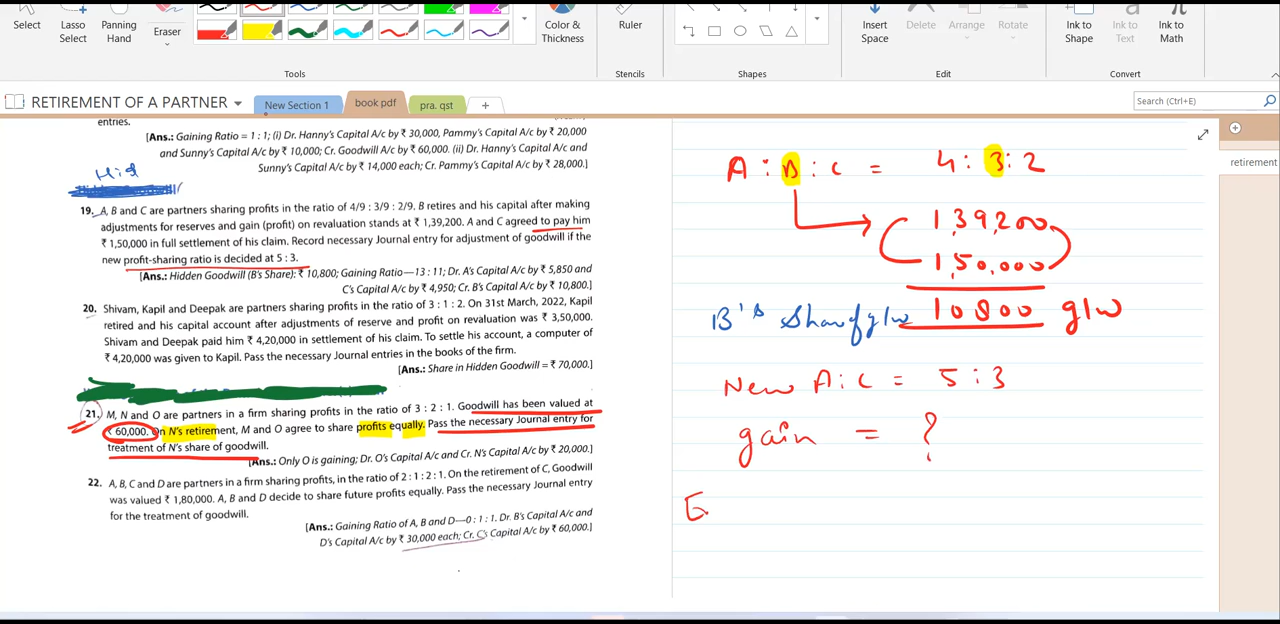 Select
Lasso Select
Panning Hand
Eraser
Color & Thickness
Ruler
Insert Space
Delete
Arrange
Rotate
Ink to Shape
Ink to Text
Ink to Math
Tools
Stencils
Shapes
Edit
Convert
RETIREMENT OF A PARTNER
New Section 1
book pdf
pra. qst
+
Search (Ctrl+E)
retirement
entries.
[Ans.: Gaining Ratio = 1 : 1; (i) Dr. Hanny's Capital A/c by ₹ 30,000, Pammy's Capital A/c by ₹ 20,000
and Sunny's Capital A/c by ₹ 10,000; Cr. Goodwill A/c by ₹ 60,000. (ii) Dr. Hanny's Capital A/c and
Sunny's Capital A/c by ₹ 14,000 each; Cr. Pammy's Capital A/c by ₹ 28,000.]
Hid
19. A, B and C are partners sharing profits in the ratio of 4/9 : 3/9 : 2/9. B retires and his capital after making
adjustments for reserves and gain (profit) on revaluation stands at ₹ 1,39,200. A and C agreed to pay him
₹ 1,50,000 in full settlement of his claim. Record necessary Journal entry for adjustment of goodwill if the
new profit-sharing ratio is decided at 5 : 3.
[Ans.: Hidden Goodwill (B's Share): ₹ 10,800; Gaining Ratio—13 : 11; Dr. A's Capital A/c by ₹ 5,850 and
C's Capital A/c by ₹ 4,950; Cr. B's Capital A/c by ₹ 10,800.]
20. Shivam, Kapil and Deepak are partners sharing profits in the ratio of 3 : 1 : 2. On 31st March, 2022, Kapil
retired and his capital account after adjustments of reserve and profit on revaluation was ₹ 3,50,000.
Shivam and Deepak paid him ₹ 4,20,000 in settlement of his claim. To settle his account, a computer of
₹ 4,20,000 was given to Kapil. Pass the necessary Journal entries in the books of the firm.
[Ans.: Share in Hidden Goodwill = ₹ 70,000.]
21. M, N and O are partners in a firm sharing profits in the ratio of 3 : 2 : 1. Goodwill has been valued at
₹ 60,000. On N's retirement, M and O agree to share profits equally. Pass the necessary Journal entry for
treatment of N's share of goodwill.
[Ans.: Only O is gaining; Dr. O's Capital A/c and Cr. N's Capital A/c by ₹ 20,000.]
22. A, B, C and D are partners in a firm sharing profits, in the ratio of 2 : 1 : 2 : 1. On the retirement of C, Goodwill
was valued ₹ 1,80,000. A, B and D decide to share future profits equally. Pass the necessary Journal entry
for the treatment of goodwill.
[Ans.: Gaining Ratio of A, B and D—0 : 1 : 1. Dr. B's Capital A/c and
D's Capital A/c by ₹ 30,000 each; Cr. C's Capital A/c by ₹ 60,000.]
A : B : C = 4 : 3 : 2
1,39,200
1,50,000
B's Share of g/w 10800 g/w
New A : C = 5 : 3
gain = ?